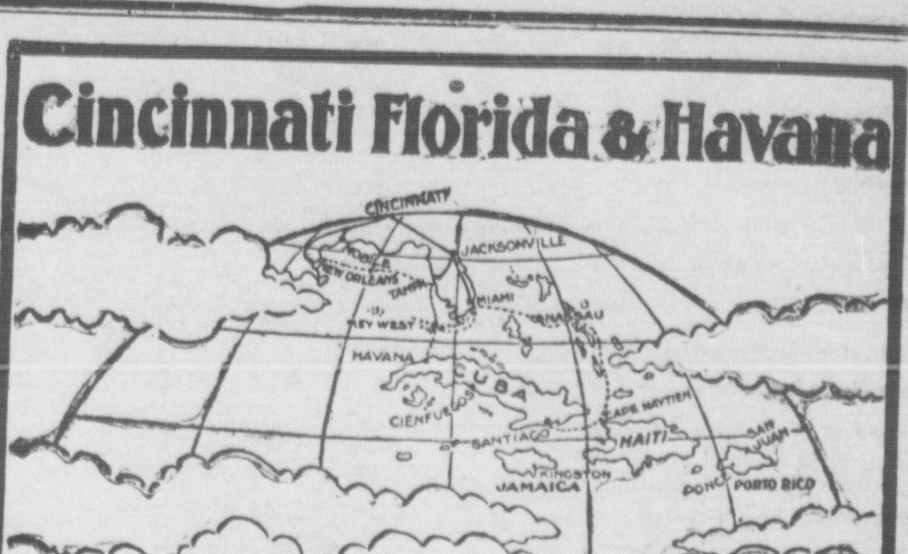 Cincinnati Florida & Havana
CINCINNATI
JACKSONVILLE
MOBILE
NEW ORLEANS
TAMPA
MIAMI
KEY WEST
NASSAU
HAVANA
CUBA
CIENFUEGOS
CAPE HAYTIEN
SANTIAGO
HAITI
SAN
JUAN
KINGSTON
JAMAICA
PONCE
PORTO RICO